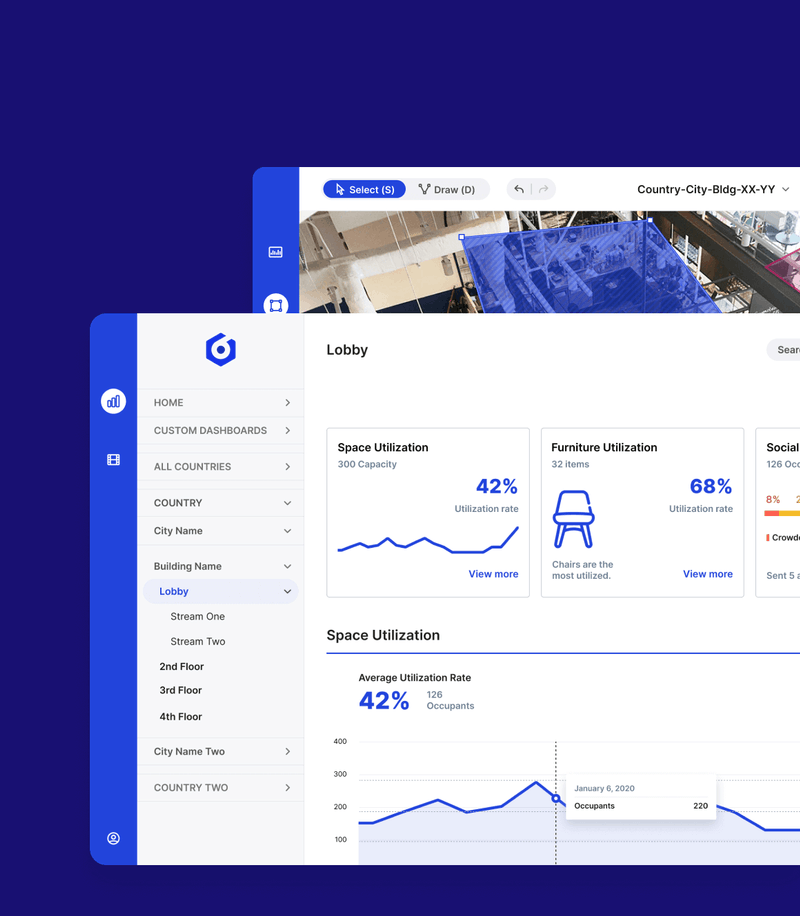 Select (S)
Draw (D)
Country-City-Bldg-XX-YY
Lobby
Sear
HOME
CUSTOM DASHBOARDS
ALL COUNTRIES
COUNTRY
City Name
Building Name
Lobby
Stream One
Stream Two
2nd Floor
3rd Floor
4th Floor
City Name Two
COUNTRY TWO
Space Utilization
300 Capacity
42%
Utilization rate
View more
Furniture Utilization
32 items
68%
Utilization rate
Chairs are the
most utilized.
View more
Social
126 Occ
8%
2
Crowde
Sent 5 a
Space Utilization
Average Utilization Rate
42%
126
Occupants
400
300
200
100
January 6, 2020
Occupants 220